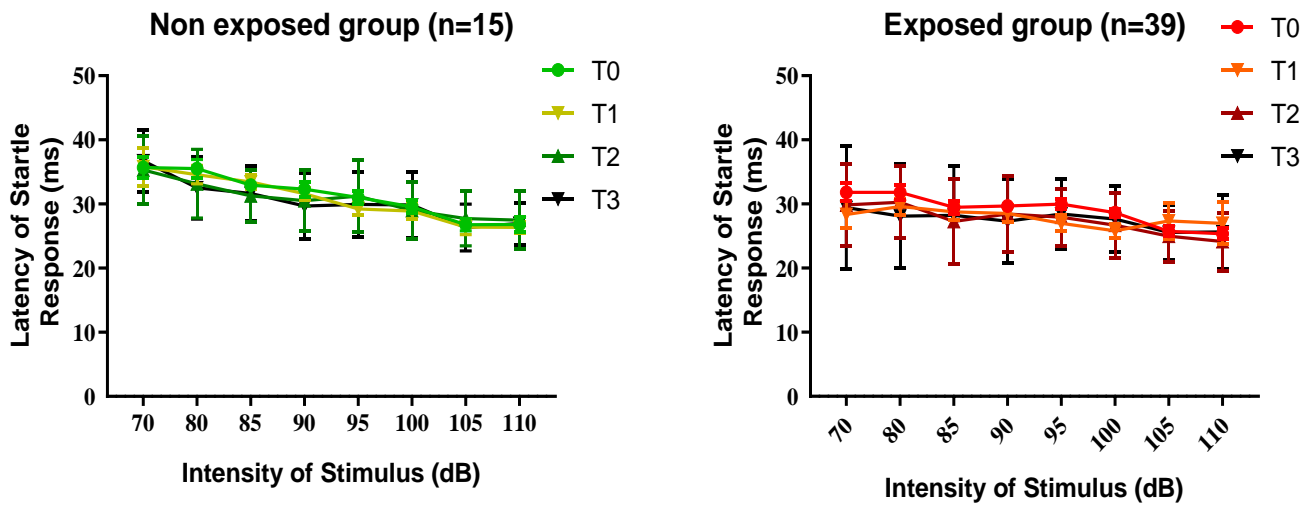 Non exposed group (n=15)
50
40
30
20
10
0
Latency of Startle
Response (ms)
70 80 85 90 95 100 105 110
Intensity of Stimulus (dB)
T0
T1
T2
T3
Exposed group (n=39)
50
40
30
20
10
0
Latency of Startle
Response (ms)
70 80 85 90 95 100 105 110
Intensity of Stimulus (dB)
T0
T1
T2
T3